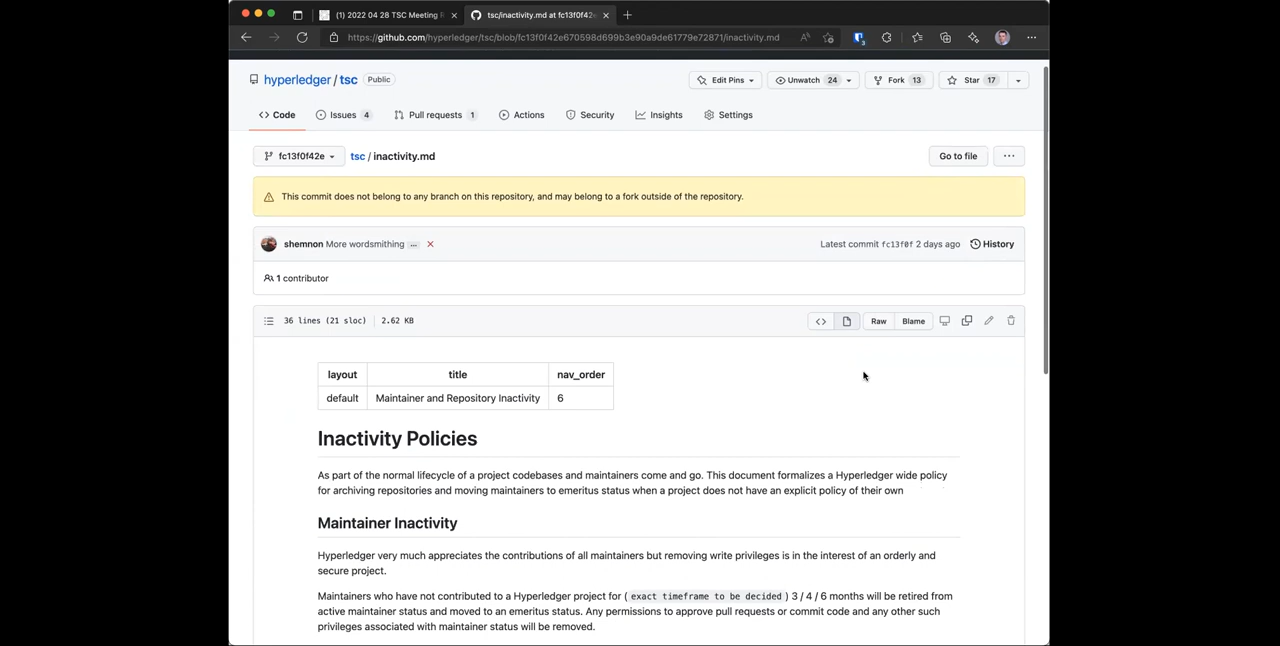 (1) 2022 04 28 TSC Meeting R
tsc/inactivity.md at fc13f0f42e
https://github.com/hyperledger/tsc/blob/fc13f0f42e670598d699b3e90a9de61779e72871/inactivity.md
hyperledger / tsc Public
Edit Pins Unwatch 24 Fork 13 Star 17
Code Issues 4 Pull requests 1 Actions Security Insights Settings
fc13f0f42e tsc / inactivity.md Go to file ...
This commit does not belong to any branch on this repository, and may belong to a fork outside of the repository.
shemnon More wordsmithing ... Latest commit fc13f0f 2 days ago History
1 contributor
36 lines (21 sloc) 2.62 KB Raw Blame
layout title nav_order
default Maintainer and Repository Inactivity 6
Inactivity Policies
As part of the normal lifecycle of a project codebases and maintainers come and go. This document formalizes a Hyperledger wide policy
for archiving repositories and moving maintainers to emeritus status when a project does not have an explicit policy of their own
Maintainer Inactivity
Hyperledger very much appreciates the contributions of all maintainers but removing write privileges is in the interest of an orderly and
secure project.
Maintainers who have not contributed to a Hyperledger project for ( exact timeframe to be decided ) 3 / 4 / 6 months will be retired from
active maintainer status and moved to an emeritus status. Any permissions to approve pull requests or commit code and any other such
privileges associated with maintainer status will be removed.